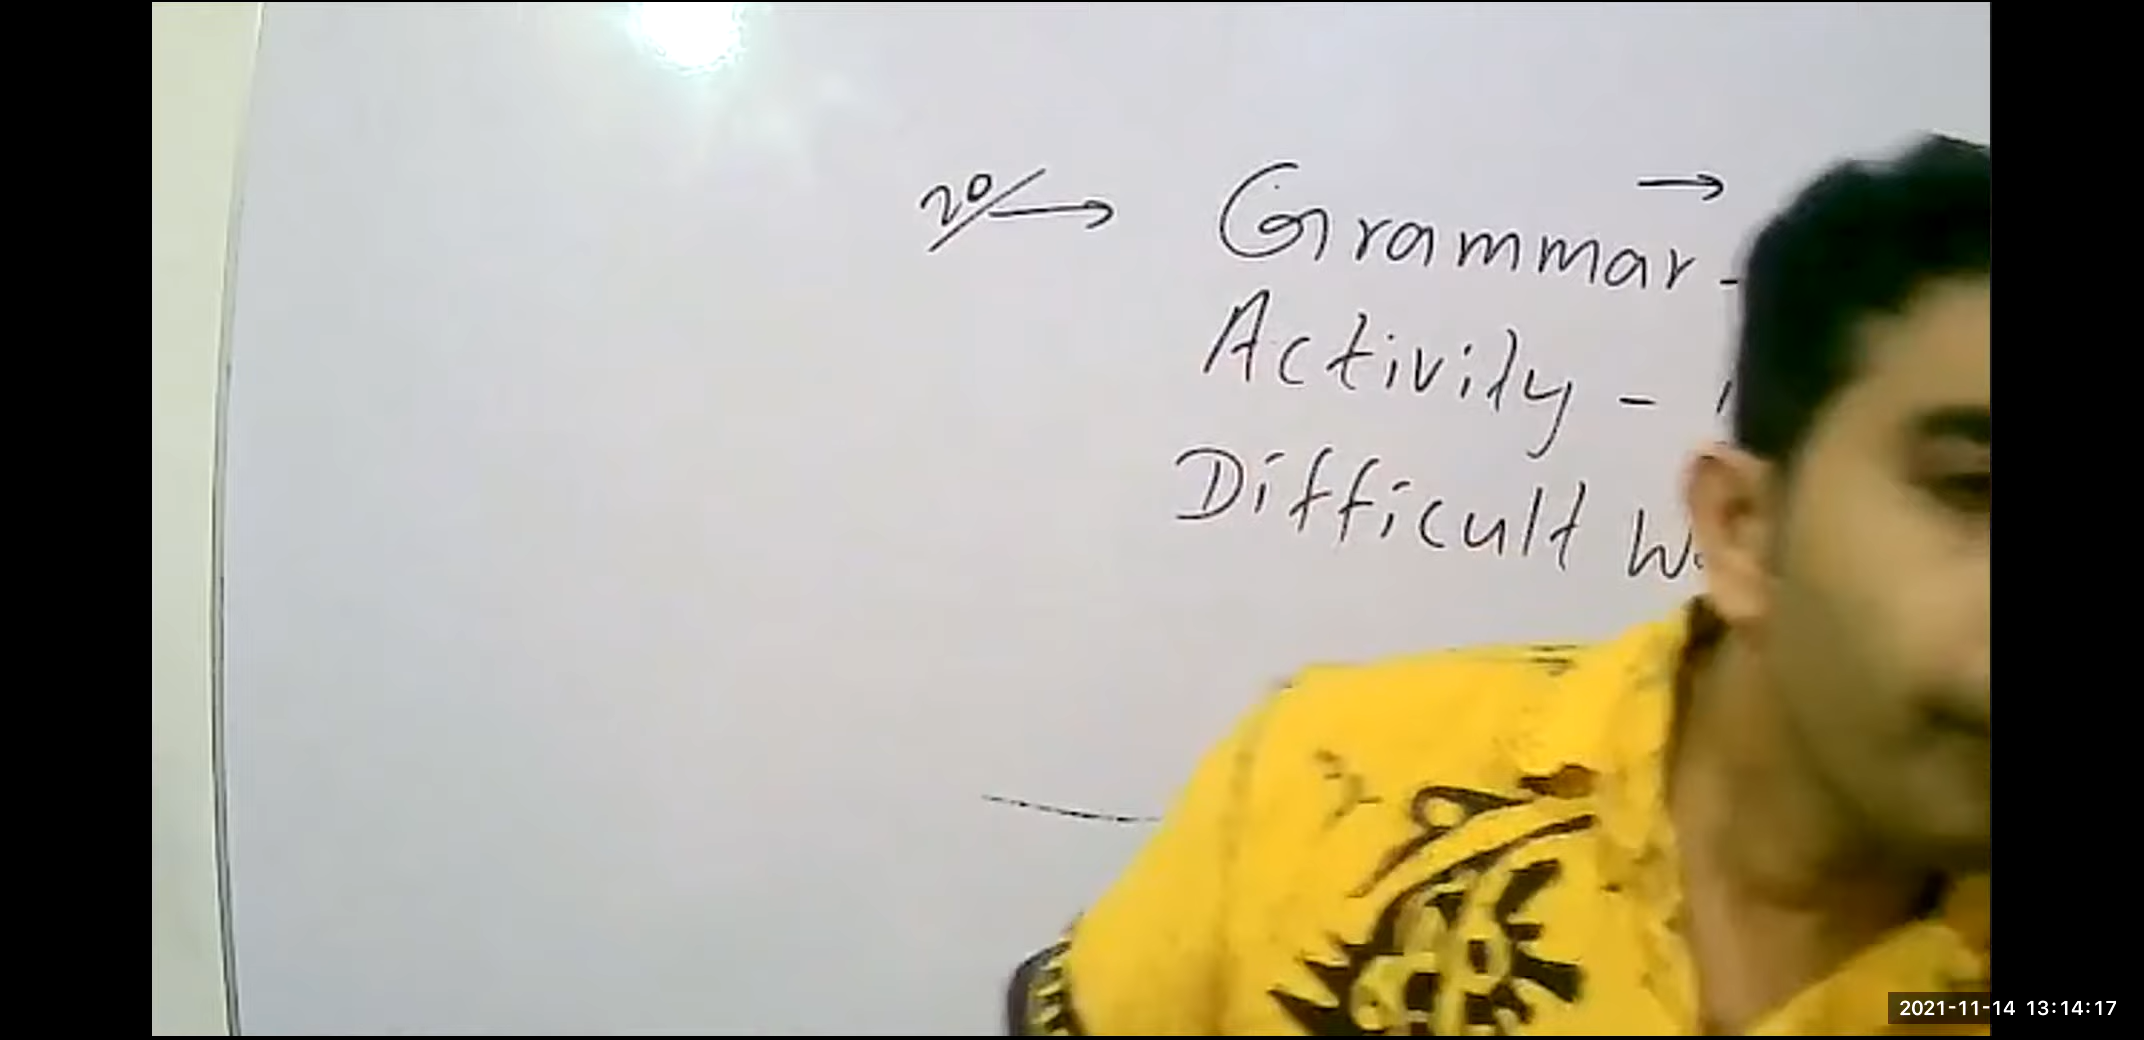 20/ → Grammar - →
Activity -
Difficult
2021-11-14 13:14:17